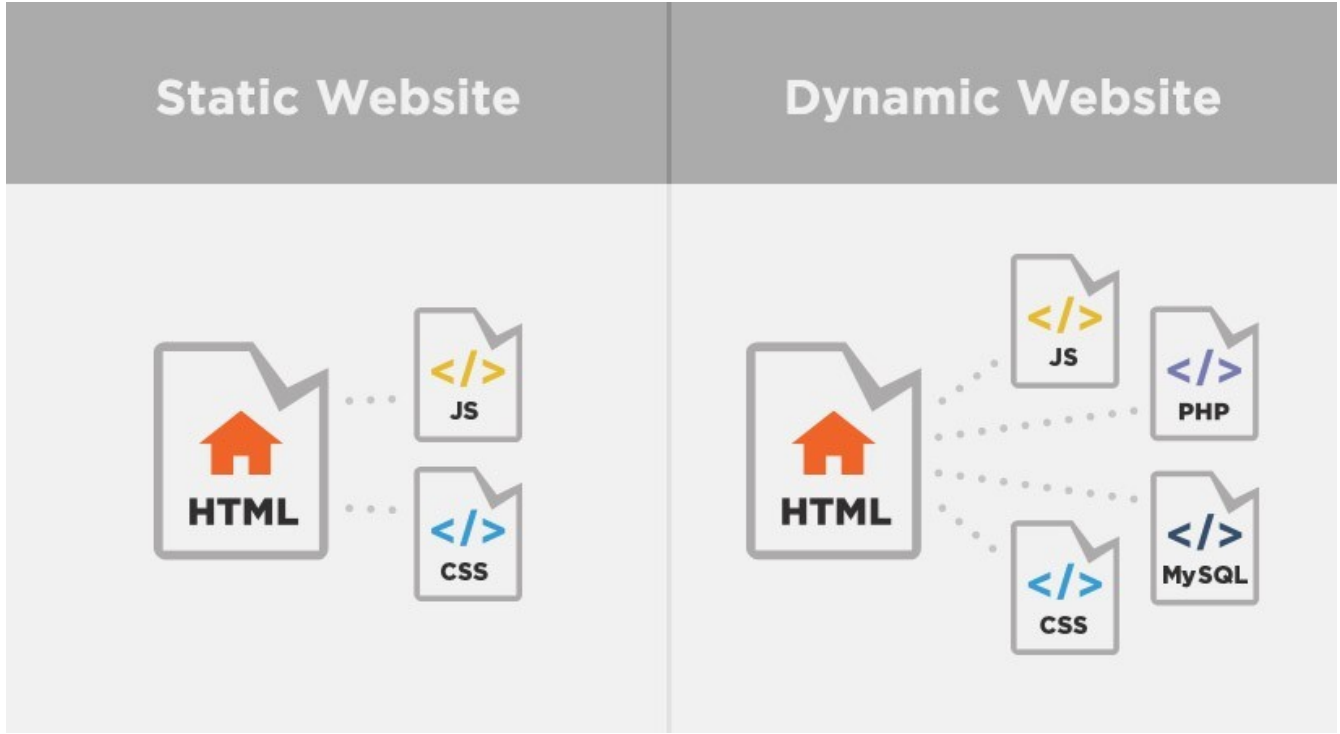 Static Website
Dynamic Website
</>
JS
HTML
</>
CSS
</>
JS
</>
PHP
HTML
</>
MySQL
</>
CSS